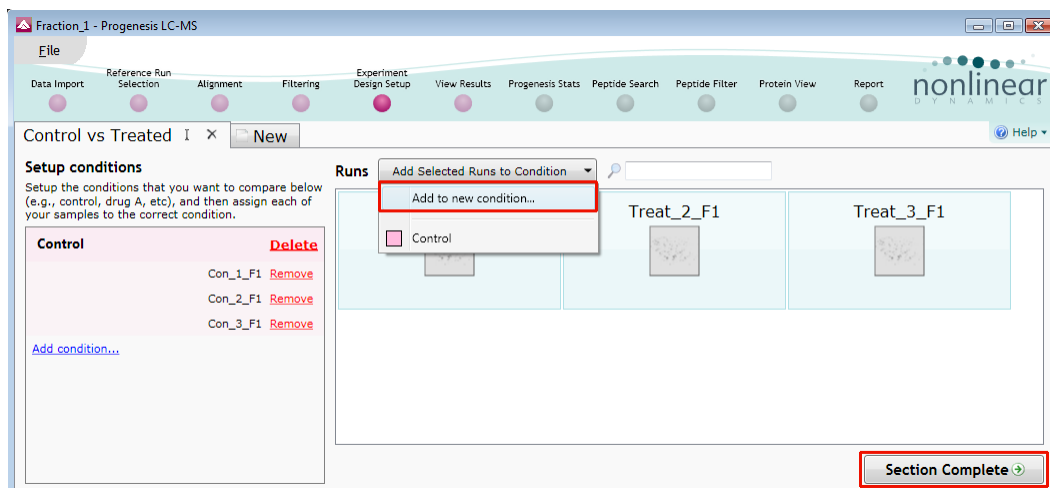 Fraction_1 - Progenesis LC-MS
File
Data Import
Reference Run
Selection
Alignment
Filtering
Experiment
Design Setup
View Results
Progenesis Stats
Peptide Search
Peptide Filter
Protein View
Report
nonlinear
DYNAMICS
Control vs Treated
New
Help
Setup conditions
Setup the conditions that you want to compare below
(e.g., control, drug A, etc), and then assign each of
your samples to the correct condition.
Control Delete
Con_1_F1 Remove
Con_2_F1 Remove
Con_3_F1 Remove
Add condition...
Runs
Add Selected Runs to Condition
Add to new condition...
Control
Treat_2_F1
Treat_3_F1
Section Complete